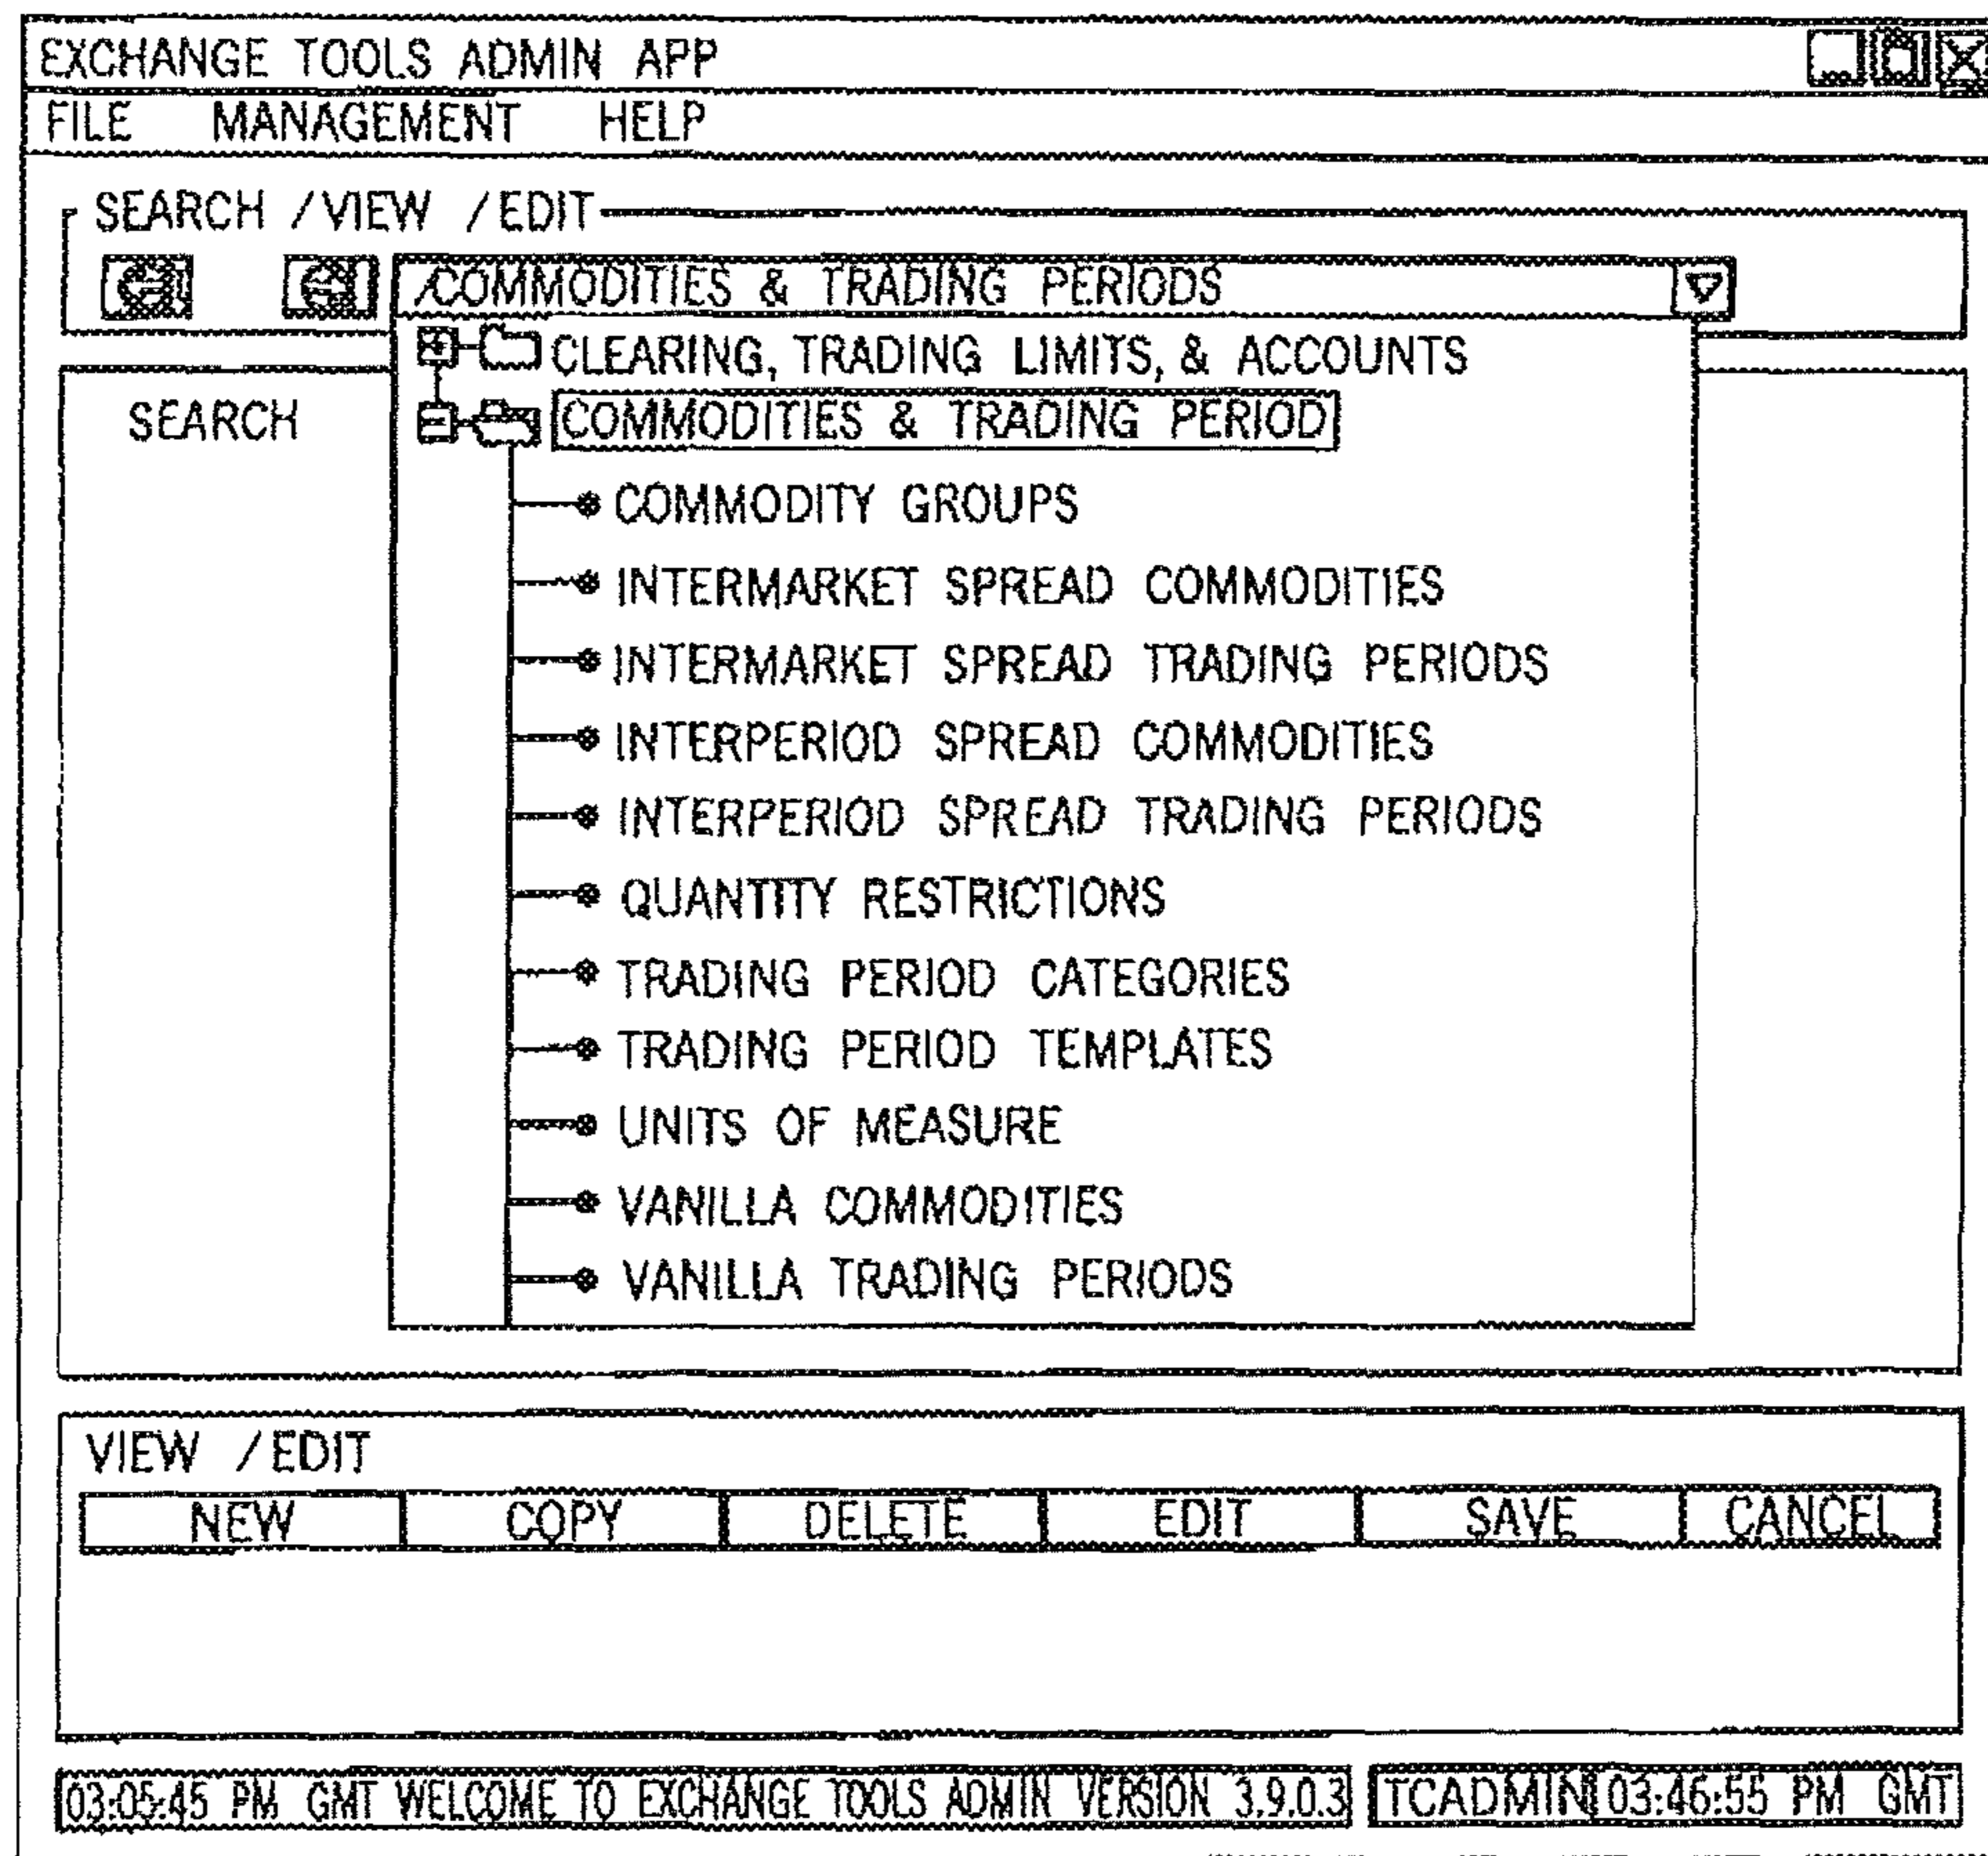 EXCHANGE TOOLS ADMIN APP
FILE MANAGEMENT HELP
SEARCH / VIEW / EDIT
/COMMODITIES & TRADING PERIODS
CLEARING, TRADING LIMITS, & ACCOUNTS
SEARCH
COMMODITIES & TRADING PERIOD
COMMODITY GROUPS
INTERMARKET SPREAD COMMODITIES
INTERMARKET SPREAD TRADING PERIODS
INTERPERIOD SPREAD COMMODITIES
INTERPERIOD SPREAD TRADING PERIODS
QUANTITY RESTRICTIONS
TRADING PERIOD CATEGORIES
TRADING PERIOD TEMPLATES
UNITS OF MEASURE
VANILLA COMMODITIES
VANILLA TRADING PERIODS
VIEW / EDIT
NEW COPY DELETE EDIT SAVE CANCEL
03:05:45 PM GMT WELCOME TO EXCHANGE TOOLS ADMIN VERSION 3.9.0.3 TCADMIN 03:46:55 PM GMT